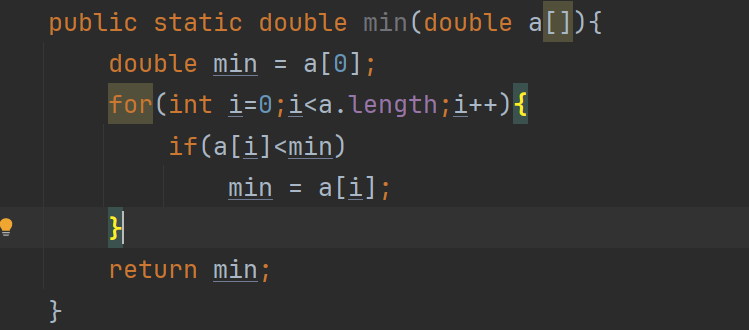 public static double min(double a[]){
double min = a[0];
for(int i=0;i<a.length;i++){
if(a[i]<min)
min = a[i];
}
return min;
}